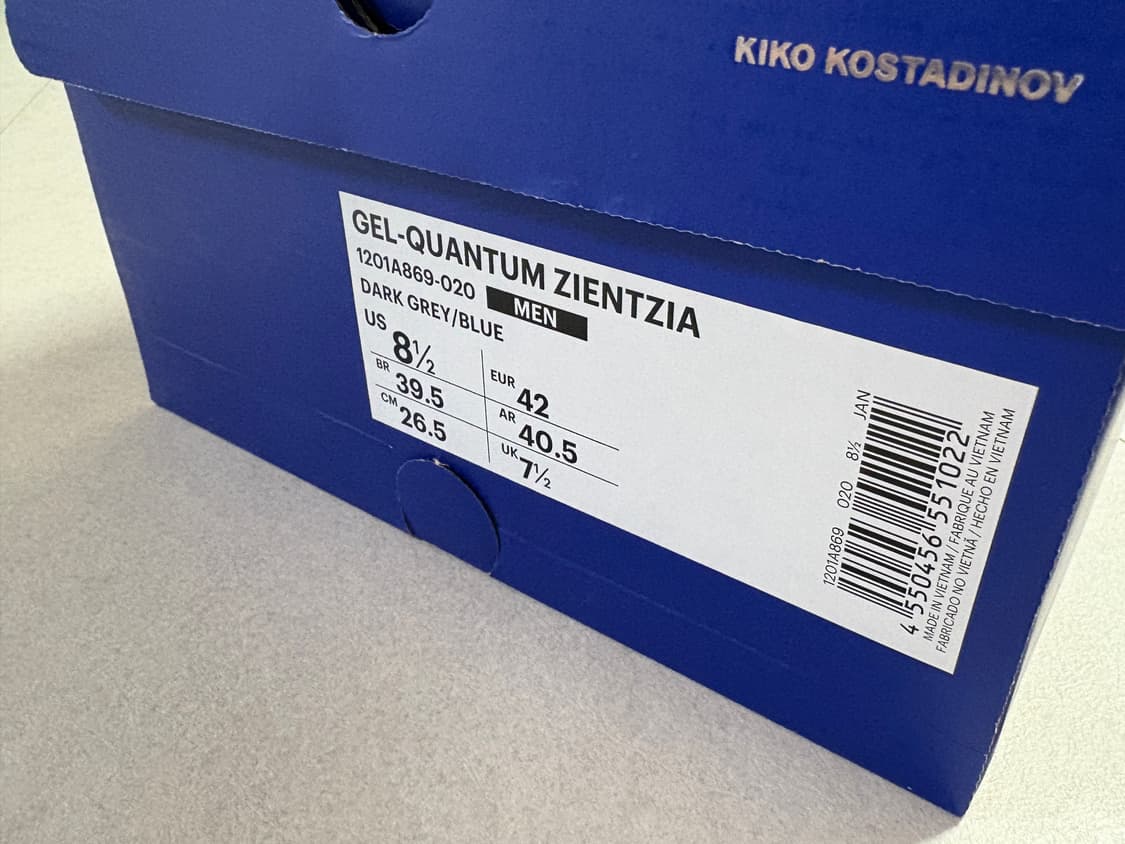 KIKO KOSTADINOV
GEL-QUANTUM ZIENTZIA
1201A869-020 MEN
DARK GREY/BLUE
US 8½ EUR 42
BR 39.5 AR 40.5
CM 26.5 UK 7½
1201A869 020 8½ JAN
4 550456 551022
MADE IN VIETNAM / FABRIQUE AU VIETNAM
FABRICADO NO VIETNÃ / HECHO EN VIETNAM